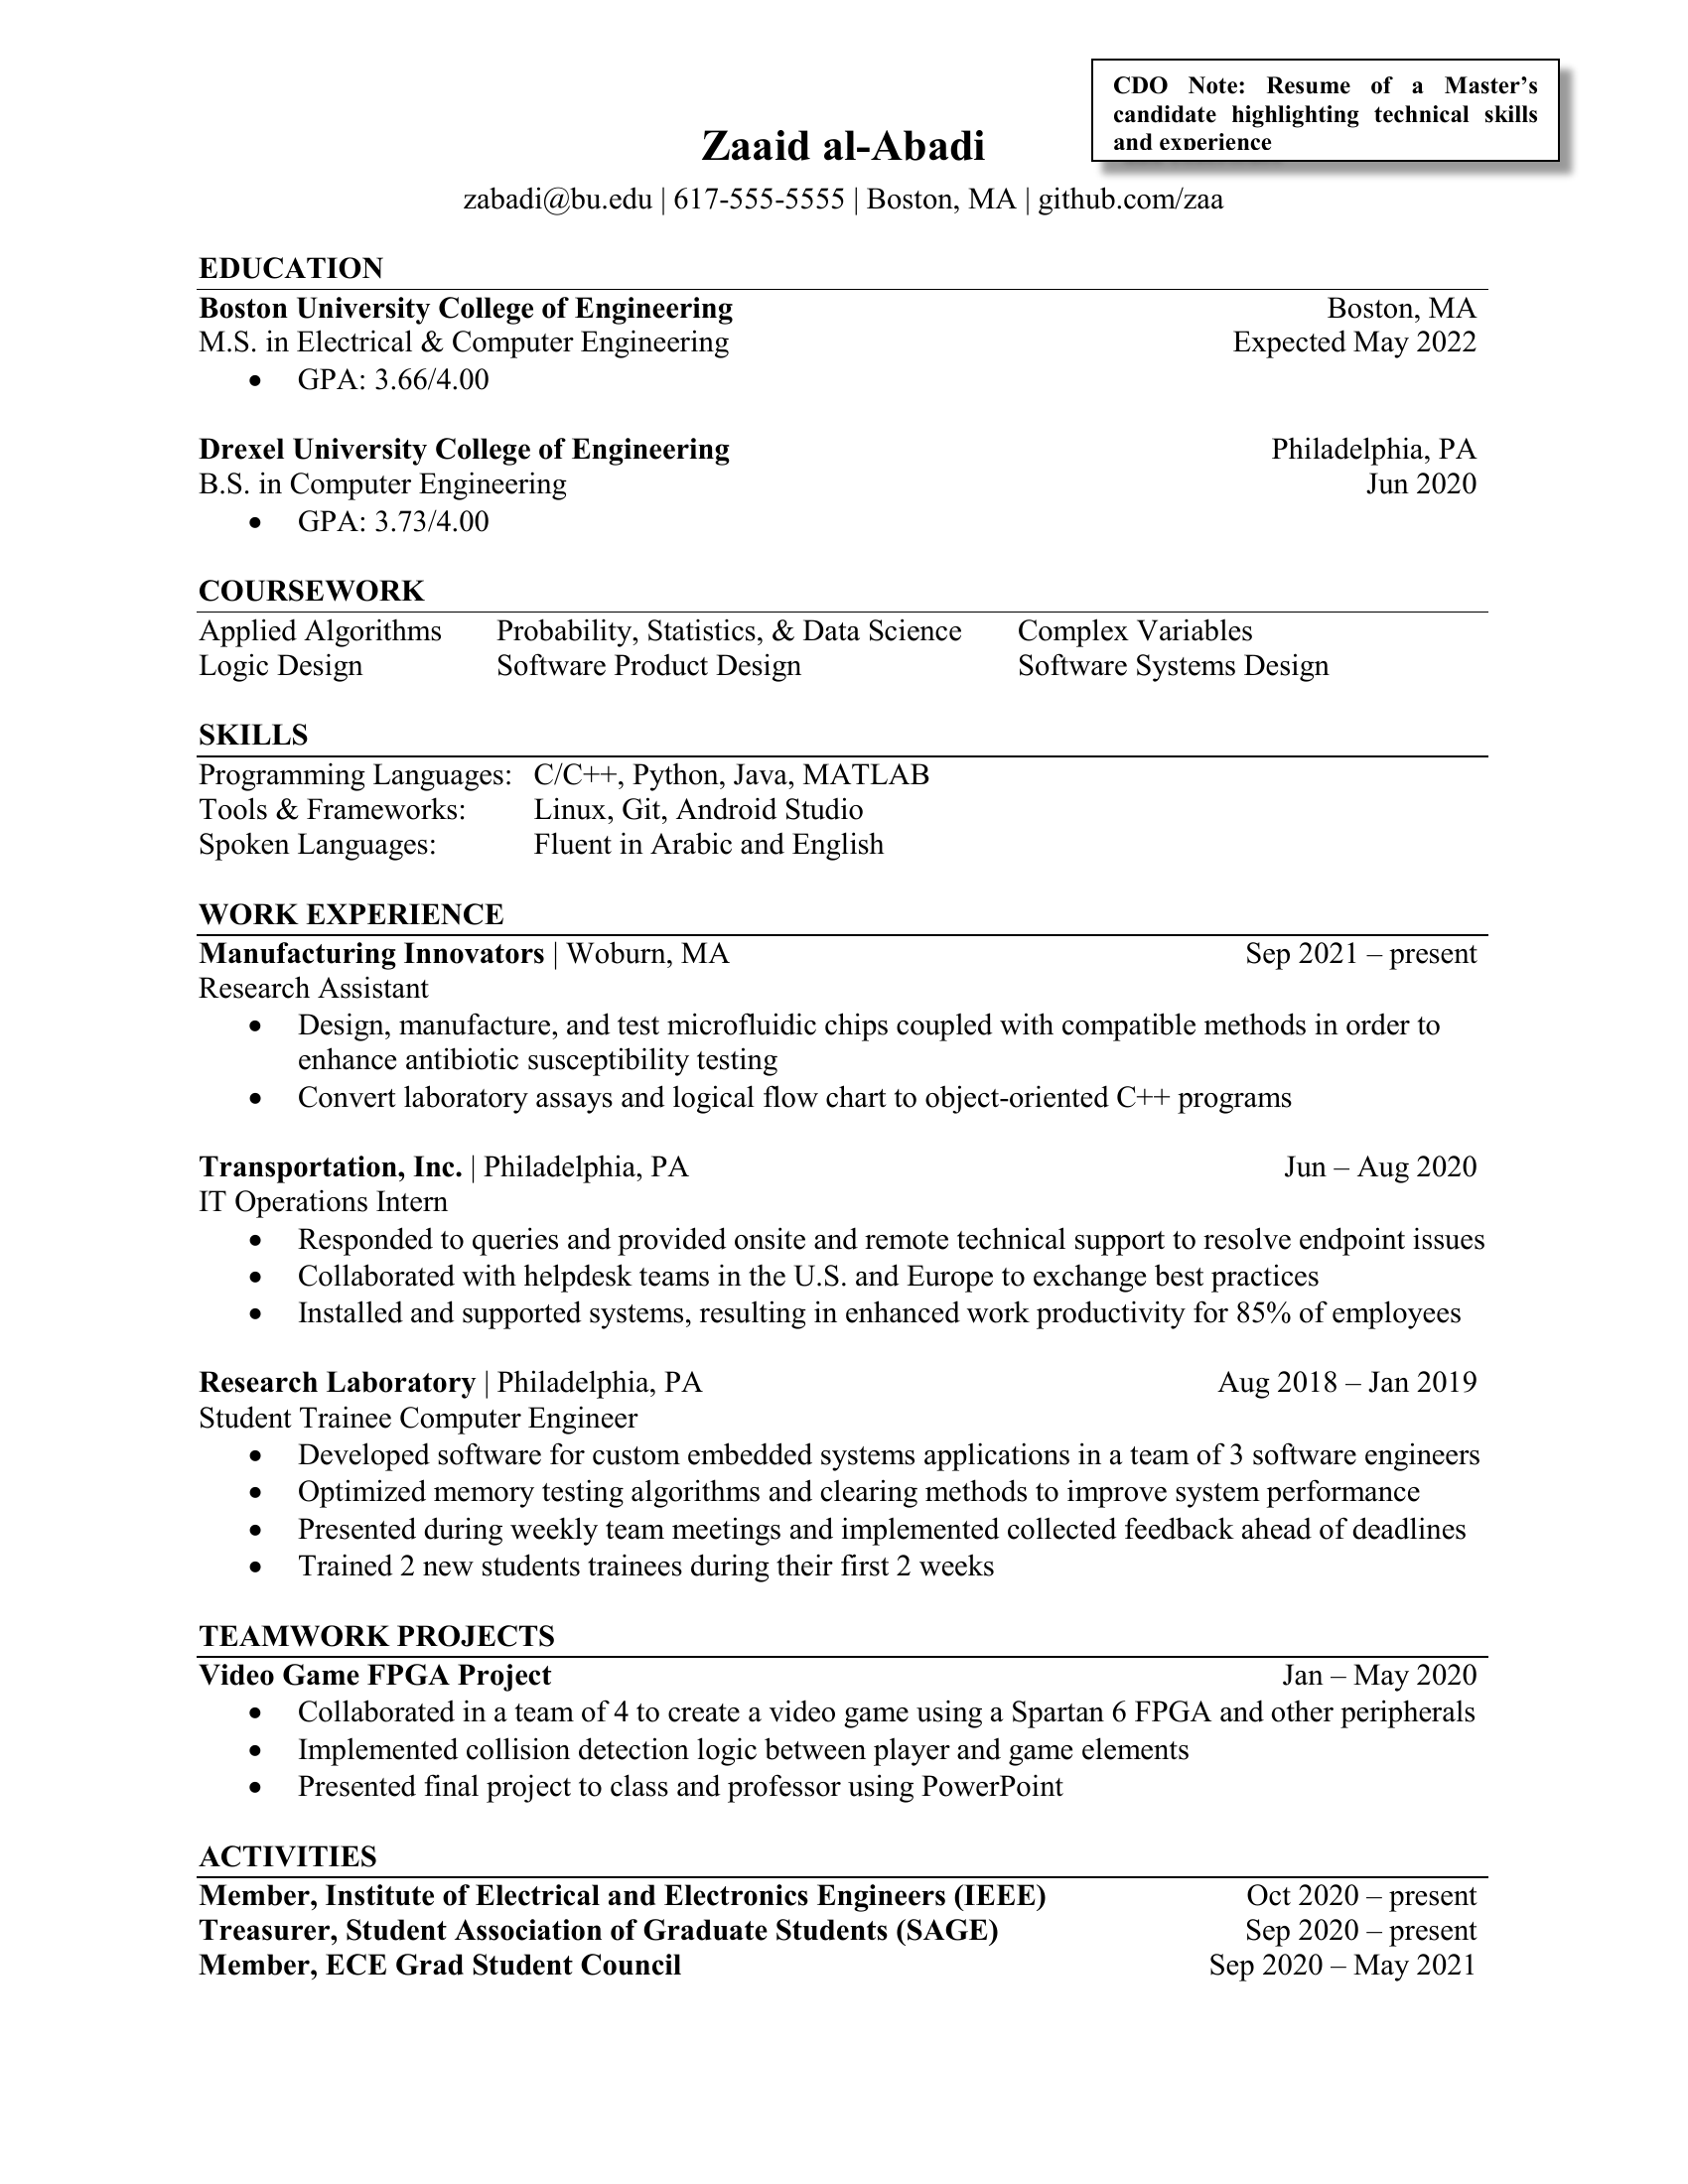 CDO Note: Resume of a Master’s
candidate highlighting technical skills
and experience
Zaaid al-Abadi
zabadi@bu.edu | 617-555-5555 | Boston, MA | github.com/zaa
EDUCATION
Boston University College of Engineering Boston, MA
M.S. in Electrical & Computer Engineering Expected May 2022
• GPA: 3.66/4.00
Drexel University College of Engineering Philadelphia, PA
B.S. in Computer Engineering Jun 2020
• GPA: 3.73/4.00
COURSEWORK
Applied Algorithms Probability, Statistics, & Data Science Complex Variables
Logic Design Software Product Design Software Systems Design
SKILLS
Programming Languages: C/C++, Python, Java, MATLAB
Tools & Frameworks: Linux, Git, Android Studio
Spoken Languages: Fluent in Arabic and English
WORK EXPERIENCE
Manufacturing Innovators | Woburn, MA Sep 2021 – present
Research Assistant
• Design, manufacture, and test microfluidic chips coupled with compatible methods in order to
enhance antibiotic susceptibility testing
• Convert laboratory assays and logical flow chart to object-oriented C++ programs
Transportation, Inc. | Philadelphia, PA Jun – Aug 2020
IT Operations Intern
• Responded to queries and provided onsite and remote technical support to resolve endpoint issues
• Collaborated with helpdesk teams in the U.S. and Europe to exchange best practices
• Installed and supported systems, resulting in enhanced work productivity for 85% of employees
Research Laboratory | Philadelphia, PA Aug 2018 – Jan 2019
Student Trainee Computer Engineer
• Developed software for custom embedded systems applications in a team of 3 software engineers
• Optimized memory testing algorithms and clearing methods to improve system performance
• Presented during weekly team meetings and implemented collected feedback ahead of deadlines
• Trained 2 new students trainees during their first 2 weeks
TEAMWORK PROJECTS
Video Game FPGA Project Jan – May 2020
• Collaborated in a team of 4 to create a video game using a Spartan 6 FPGA and other peripherals
• Implemented collision detection logic between player and game elements
• Presented final project to class and professor using PowerPoint
ACTIVITIES
Member, Institute of Electrical and Electronics Engineers (IEEE) Oct 2020 – present
Treasurer, Student Association of Graduate Students (SAGE) Sep 2020 – present
Member, ECE Grad Student Council Sep 2020 – May 2021